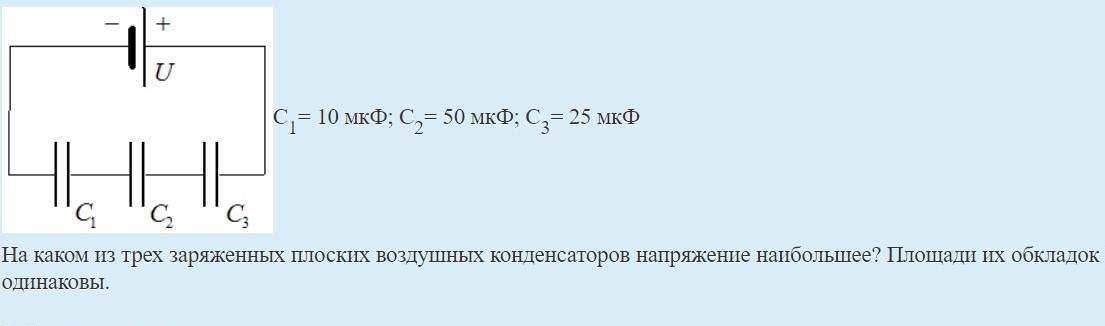 − +
U
C₁= 10 мкФ; C₂= 50 мкФ; C₃= 25 мкФ
C₁ C₂ C₃
На каком из трех заряженных плоских воздушных конденсаторов напряжение наибольшее? Площади их обкладок
одинаковы.